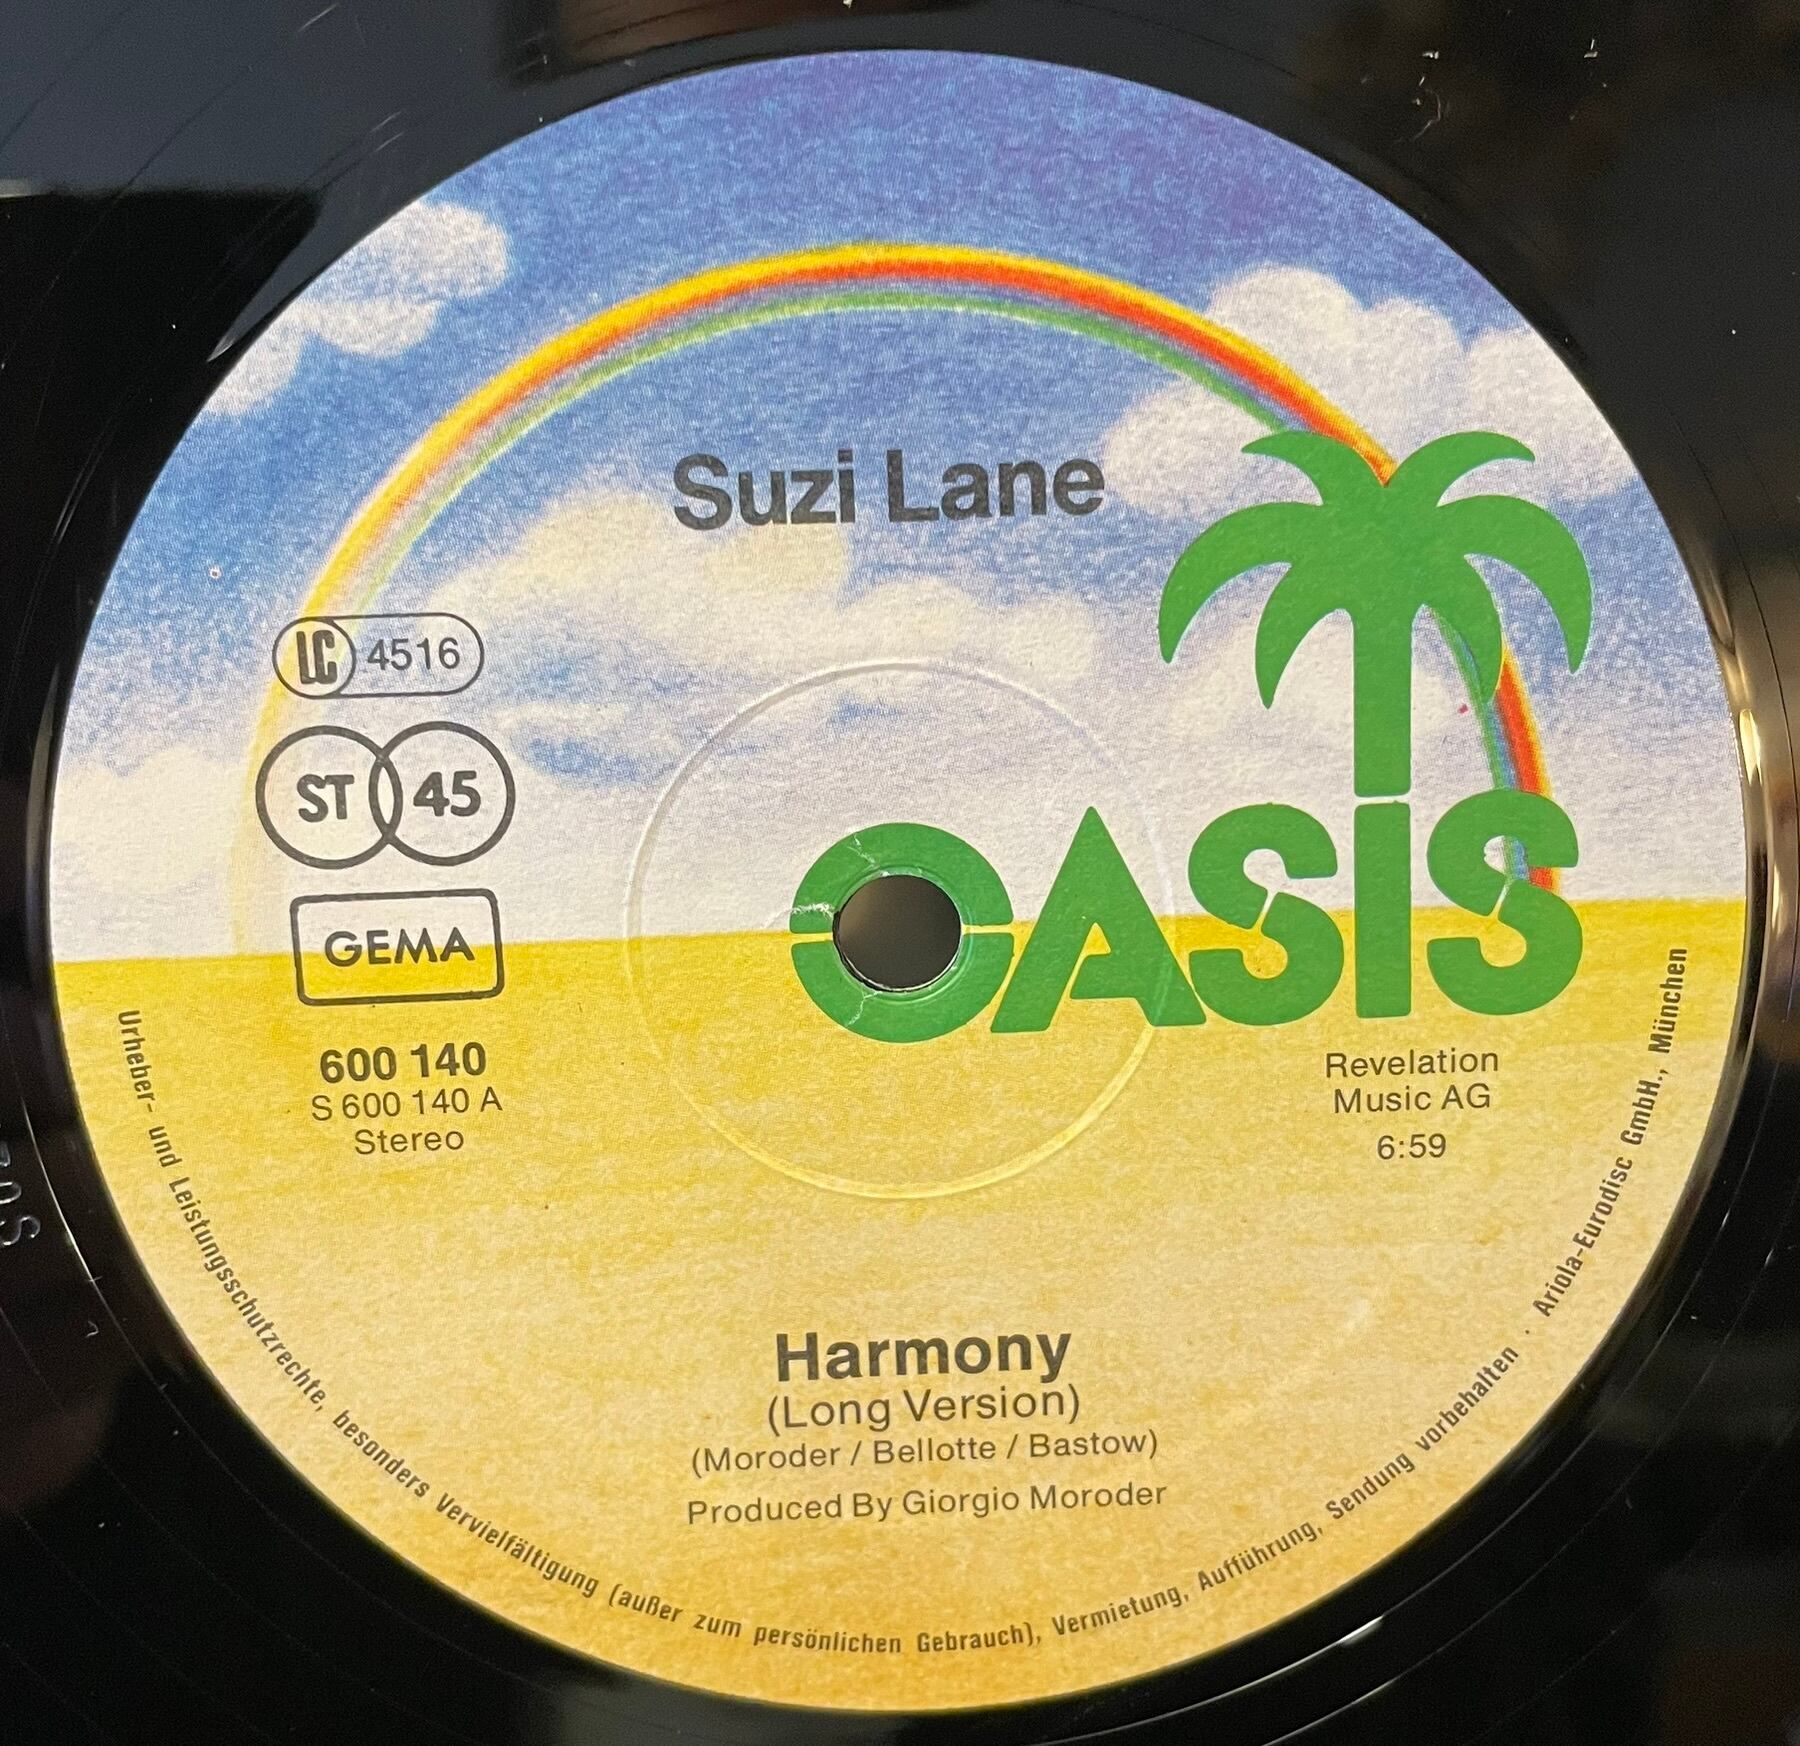 Suzi Lane
LC 4516
ST 45
GEMA
OASIS
600 140
S 600 140 A
Stereo
Revelation
Music AG
6:59
Harmony
(Long Version)
(Moroder / Bellotte / Bastow)
Produced By Giorgio Moroder
Urheber- und Leistungsschutzrechte, besonders Vervielfältigung (außer zum persönlichen Gebrauch), Vermietung, Aufführung, Sendung vorbehalten · Ariola-Eurodisc GmbH., München